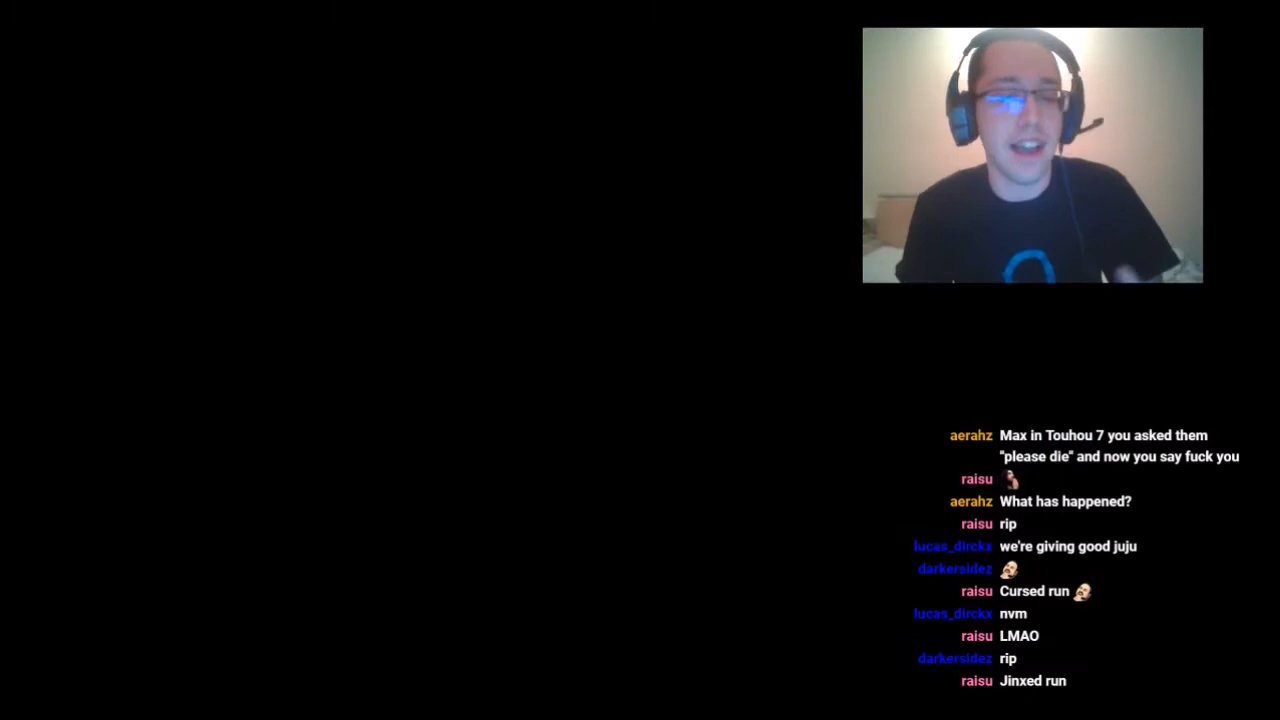 aerahz Max in Touhou 7 you asked them
"please die" and now you say fuck you
raisu
aerahz What has happened?
raisu rip
lucas_dirckx we're giving good juju
darkersidez
raisu Cursed run
lucas_dirckx nvm
raisu LMAO
darkersidez rip
raisu Jinxed run